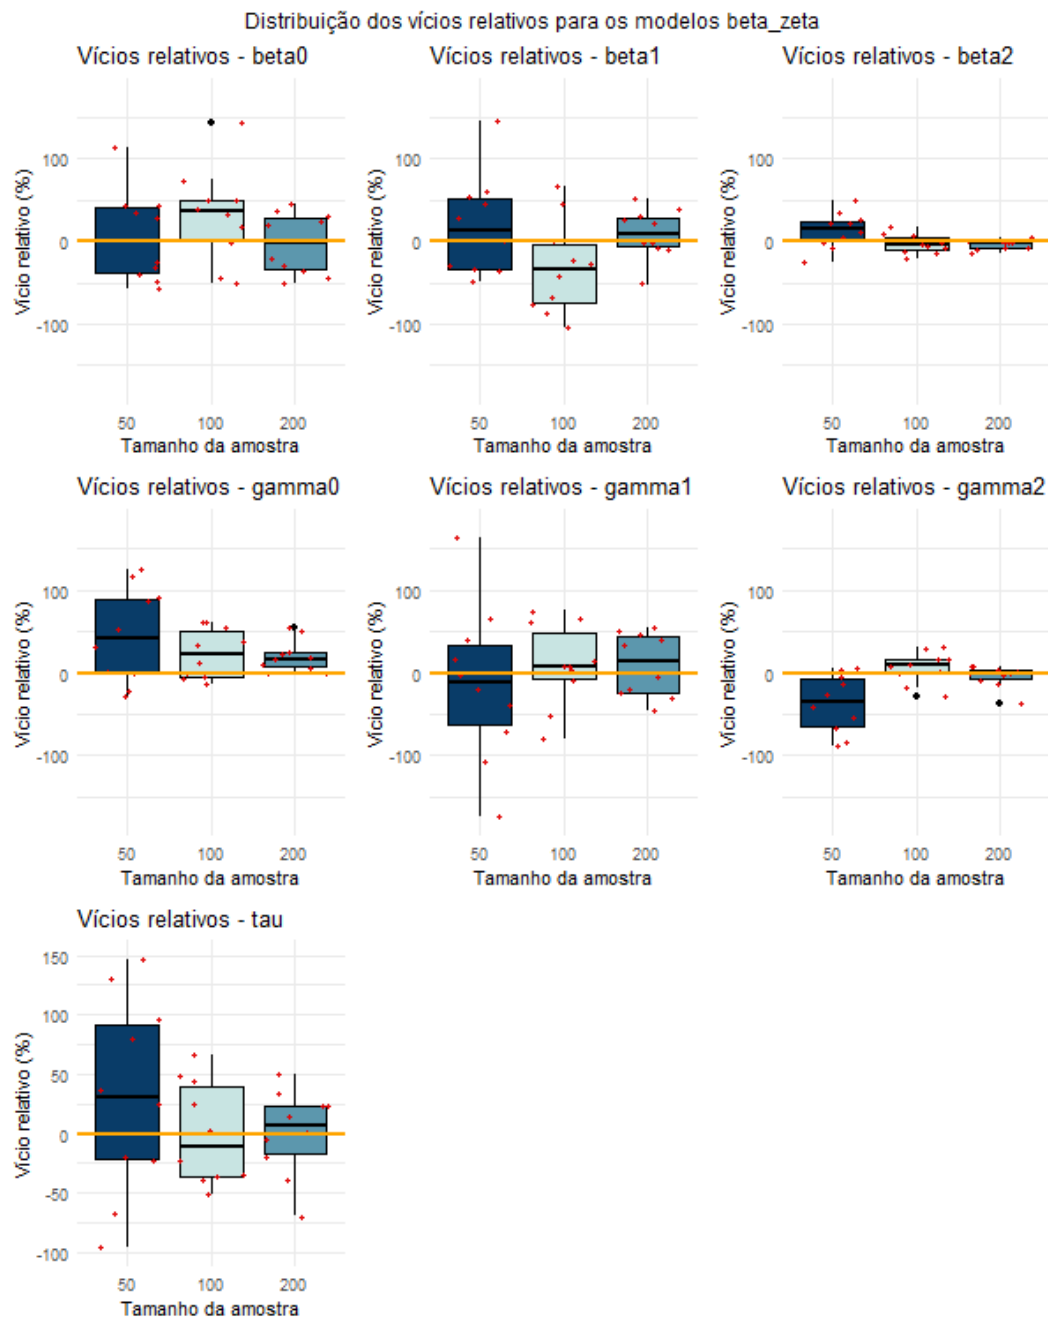 Distribuição dos vícios relativos para os modelos beta_zeta
Vícios relativos - beta0
Vício relativo (%)
100
0
-100
50 100 200
Tamanho da amostra
Vícios relativos - beta1
Vício relativo (%)
100
0
-100
50 100 200
Tamanho da amostra
Vícios relativos - beta2
Vício relativo (%)
100
0
-100
50 100 200
Tamanho da amostra
Vícios relativos - gamma0
Vício relativo (%)
100
0
-100
50 100 200
Tamanho da amostra
Vícios relativos - gamma1
Vício relativo (%)
100
0
-100
50 100 200
Tamanho da amostra
Vícios relativos - gamma2
Vício relativo (%)
100
0
-100
50 100 200
Tamanho da amostra
Vícios relativos - tau
Vício relativo (%)
150
100
50
0
-50
-100
50 100 200
Tamanho da amostra